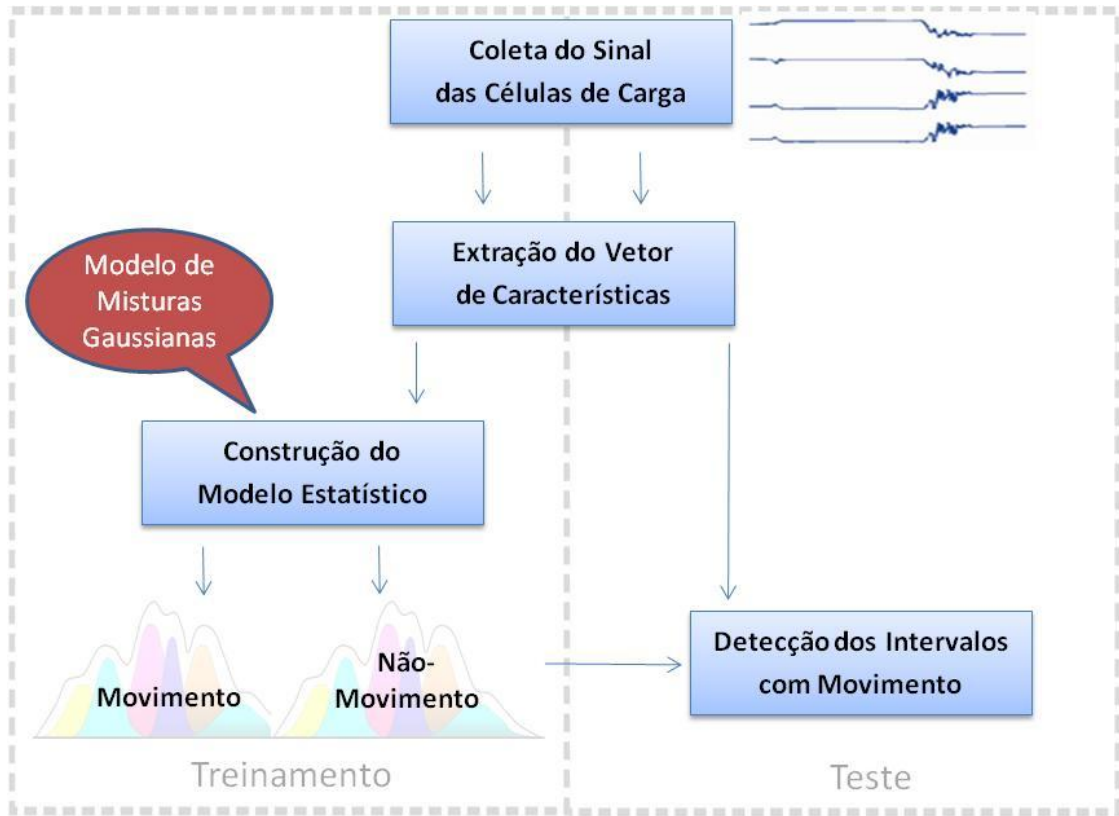 Coleta do Sinal
das Células de Carga
Extração do Vetor
de Características
Modelo de
Misturas
Gaussianas
Construção do
Modelo Estatístico
Movimento
Não-
Movimento
Detecção dos Intervalos
com Movimento
Treinamento
Teste